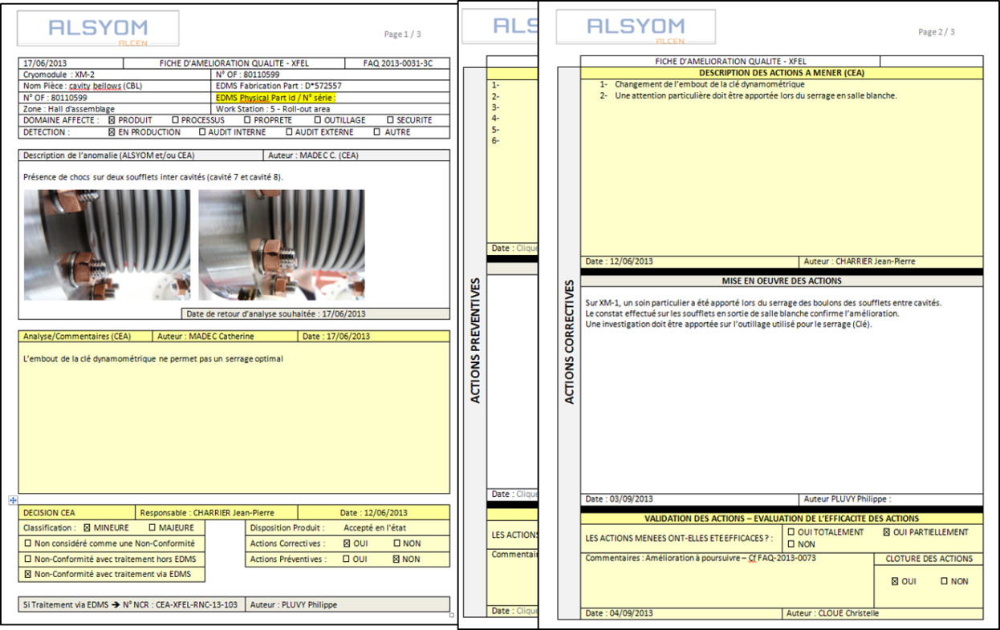 ALSYOM
ALCEN
Page 1 / 3
17/06/2013 FICHE D'AMELIORATION QUALITE - XFEL FAQ 2013-0031-3C
Cryomodule : XM-2 N° OF : 80110599
Nom Pièce : cavity bellows (CBL) EDMS Fabrication Part : D*572557
N° OF : 80110599 EDMS Physical Part id / N° série :
Zone : Hall d'assemblage Work Station : 5 - Roll-out area
DOMAINE AFFECTE : ☒ PRODUIT ☐ PROCESSUS ☐ PROPRETE ☐ OUTILLAGE ☐ SECURITE
DETECTION : ☒ EN PRODUCTION ☐ AUDIT INTERNE ☐ AUDIT EXTERNE ☐ AUTRE
Description de l'anomalie (ALSYOM et/ou CEA) Auteur : MADEC C. (CEA)
Présence de chocs sur deux soufflets inter cavités (cavité 7 et cavité 8).
Date de retour d'analyse souhaitée : 17/06/2013
Analyse/Commentaires (CEA) Auteur : MADEC Catherine Date : 17/06/2013
L'embout de la clé dynamométrique ne permet pas un serrage optimal
DECISION CEA Responsable : CHARRIER Jean-Pierre Date : 12/06/2013
Classification : ☒ MINEURE ☐ MAJEURE Disposition Produit : Accepté en l'état
☐ Non considéré comme une Non-Conformité Actions Correctives : ☒ OUI ☐ NON
☐ Non-Conformité avec traitement hors EDMS Actions Préventives : ☐ OUI ☒ NON
☒ Non-Conformité avec traitement via EDMS
Si Traitement via EDMS ➔ N° NCR : CEA-XFEL-RNC-13-103 Auteur : PLUVY Philippe
ALS
ACTIONS PREVENTIVES
1-
2-
3-
4-
5-
6-
Date : Clique
Date : Clique
LES ACTIONS
Commentai
Date : Clique
ALSYOM
ALCEN
Page 2 / 3
FICHE D'AMELIORATION QUALITE - XFEL
ACTIONS CORRECTIVES
DESCRIPTION DES ACTIONS A MENER (CEA)
1- Changement de l'embout de la clé dynamométrique
2- Une attention particulière doit être apportée lors du serrage en salle blanche.
Date : 12/06/2013 Auteur : CHARRIER Jean-Pierre
MISE EN OEUVRE DES ACTIONS
Sur XM-1, un soin particulier a été apporté lors du serrage des boulons des soufflets entre cavités.
Le constat effectué sur les soufflets en sortie de salle blanche confirme l'amélioration.
Une investigation doit être apportée sur l'outillage utilisé pour le serrage (Clé).
Date : 03/09/2013 Auteur PLUVY Philippe :
VALIDATION DES ACTIONS – EVALUATION DE L'EFFICACITE DES ACTIONS
LES ACTIONS MENEES ONT-ELLES ETE EFFICACES ? : ☐ OUI TOTALEMENT ☒ OUI PARTIELLEMENT
☐ NON
Commentaires : Amélioration à poursuivre – Cf FAQ-2013-0073 CLOTURE DES ACTIONS
☒ OUI ☐ NON
Date : 04/09/2013 Auteur : CLOUE Christelle